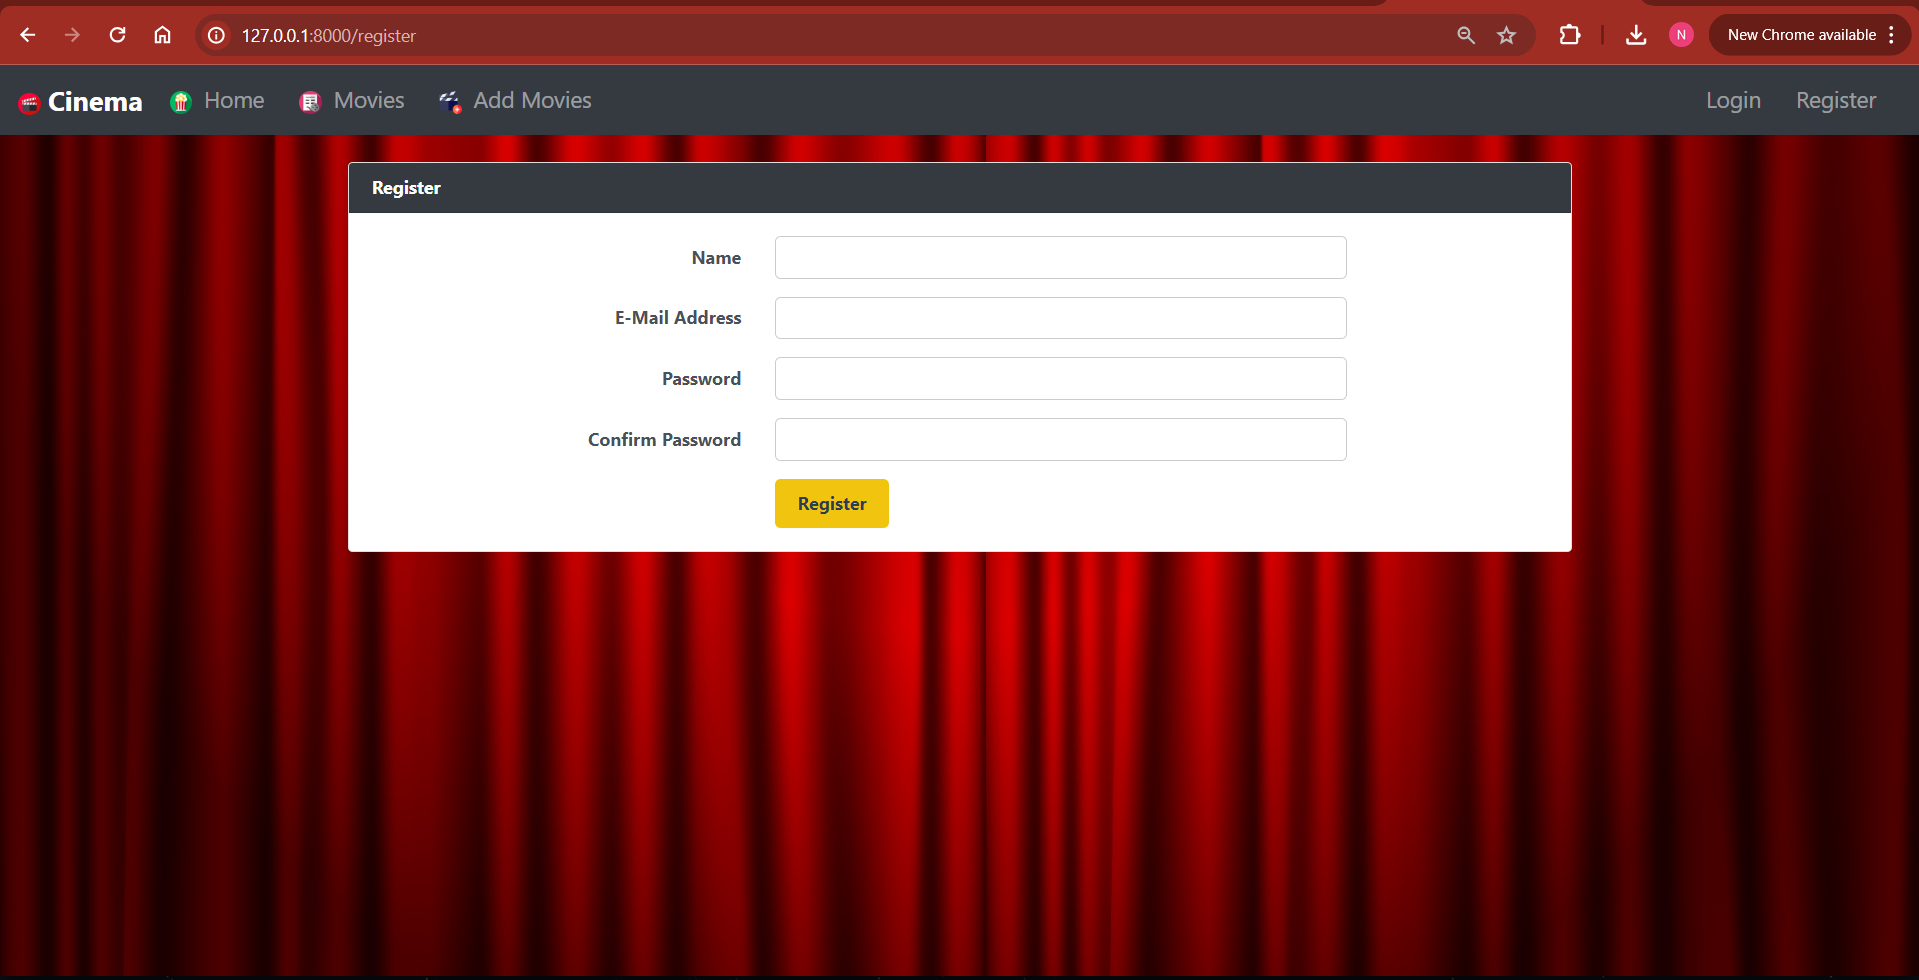 127.0.0.1:8000/register
N
New Chrome available
Cinema Home Movies Add Movies Login Register
Register
Name
E-Mail Address
Password
Confirm Password
Register